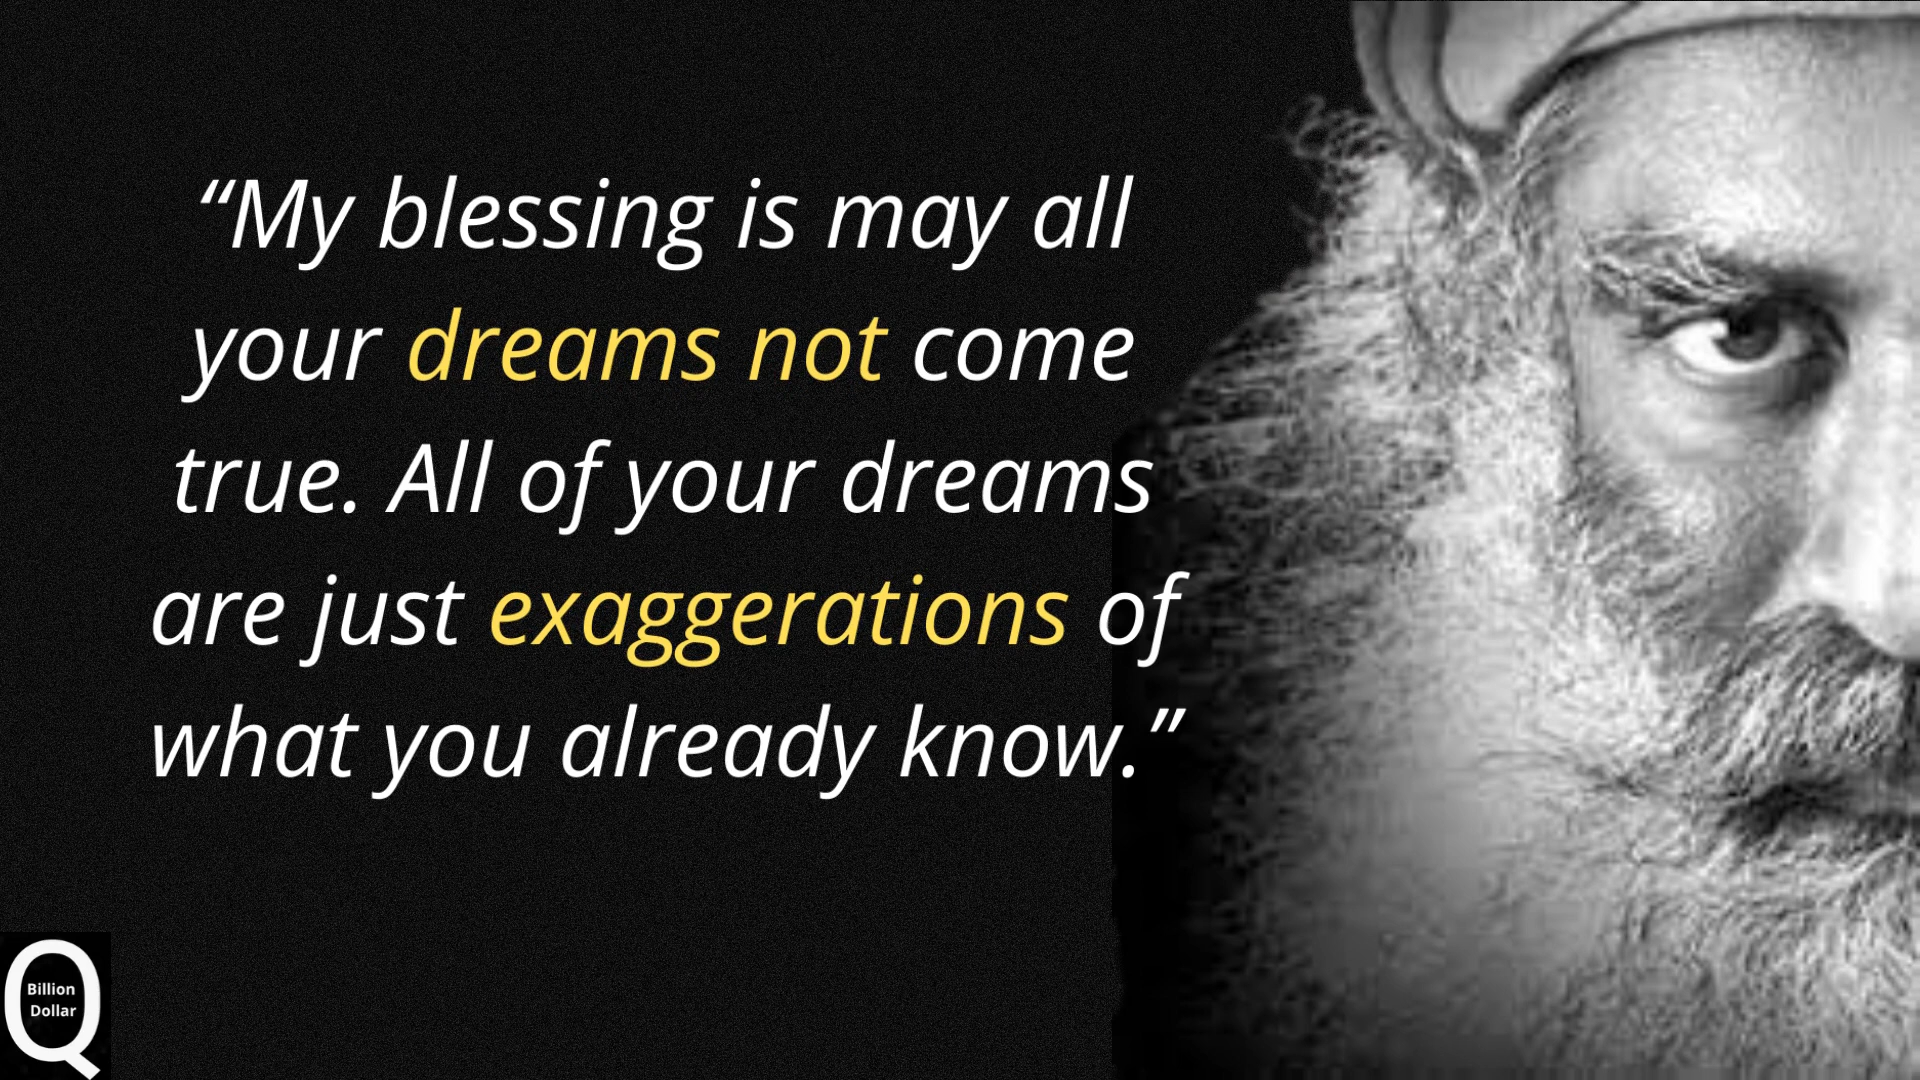 “My blessing is may all
your dreams not come
true. All of your dreams
are just exaggerations of
what you already know.”
Q
Billion
Dollar